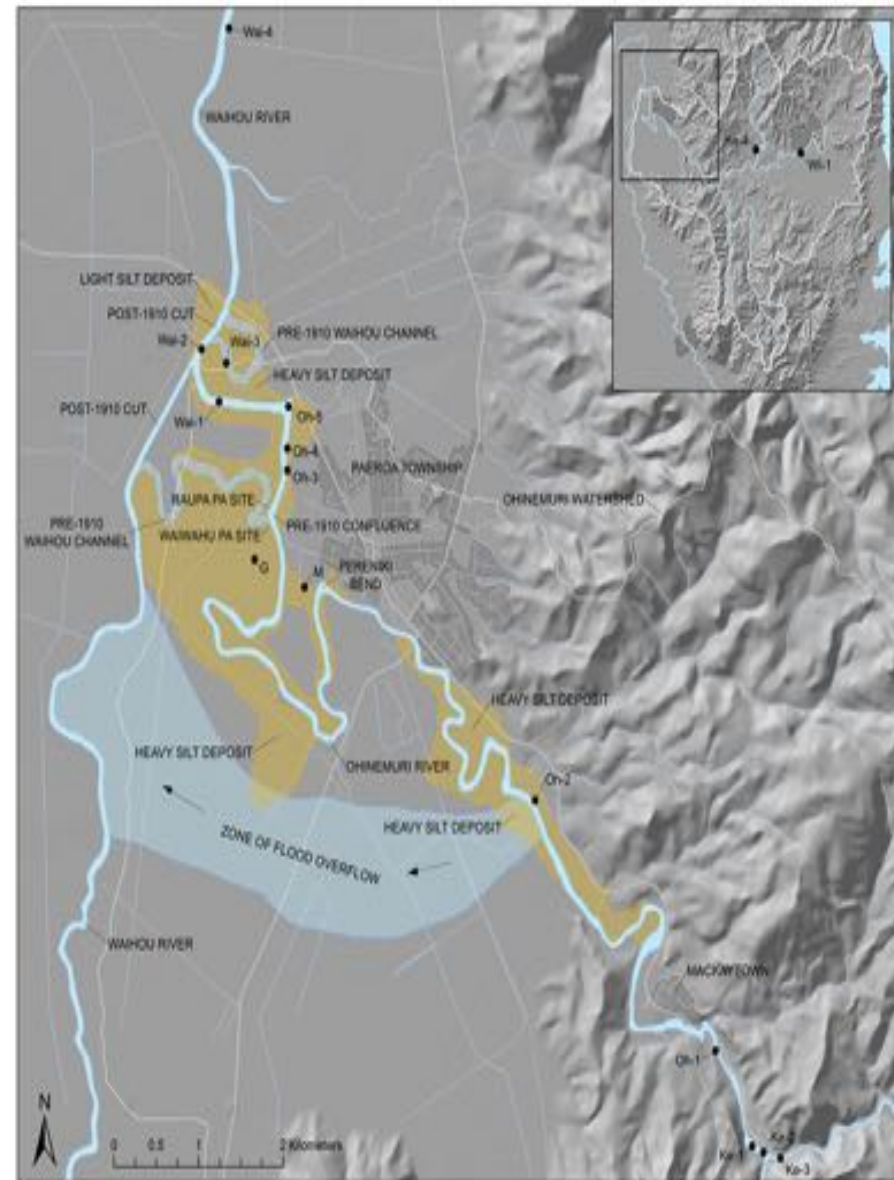 Wai-4
WAIHOU RIVER
Wi-1
LIGHT SILT DEPOSIT
POST-1910 CUT
PRE-1910 WAIHOU CHANNEL
Wai-2
Wai-3
HEAVY SILT DEPOSIT
POST-1910 CUT
Wai-1
Oh-5
Oh-4
Oh-3
PAEROA TOWNSHIP
OHINEMURI WATERSHED
RAUPA PA SITE
PRE-1910
WAIHOU CHANNEL
WAIWAHU PA SITE
PRE-1910 CONFLUENCE
G
M
PERENIKI
BEND
HEAVY SILT DEPOSIT
HEAVY SILT DEPOSIT
OHINEMURI RIVER
Oh-2
HEAVY SILT DEPOSIT
ZONE OF FLOOD OVERFLOW
WAIHOU RIVER
MACKAYTOWN
Oh-1
Ke-1
Ke-2
Ke-3
N
0 0.5 1 2 Kilometers